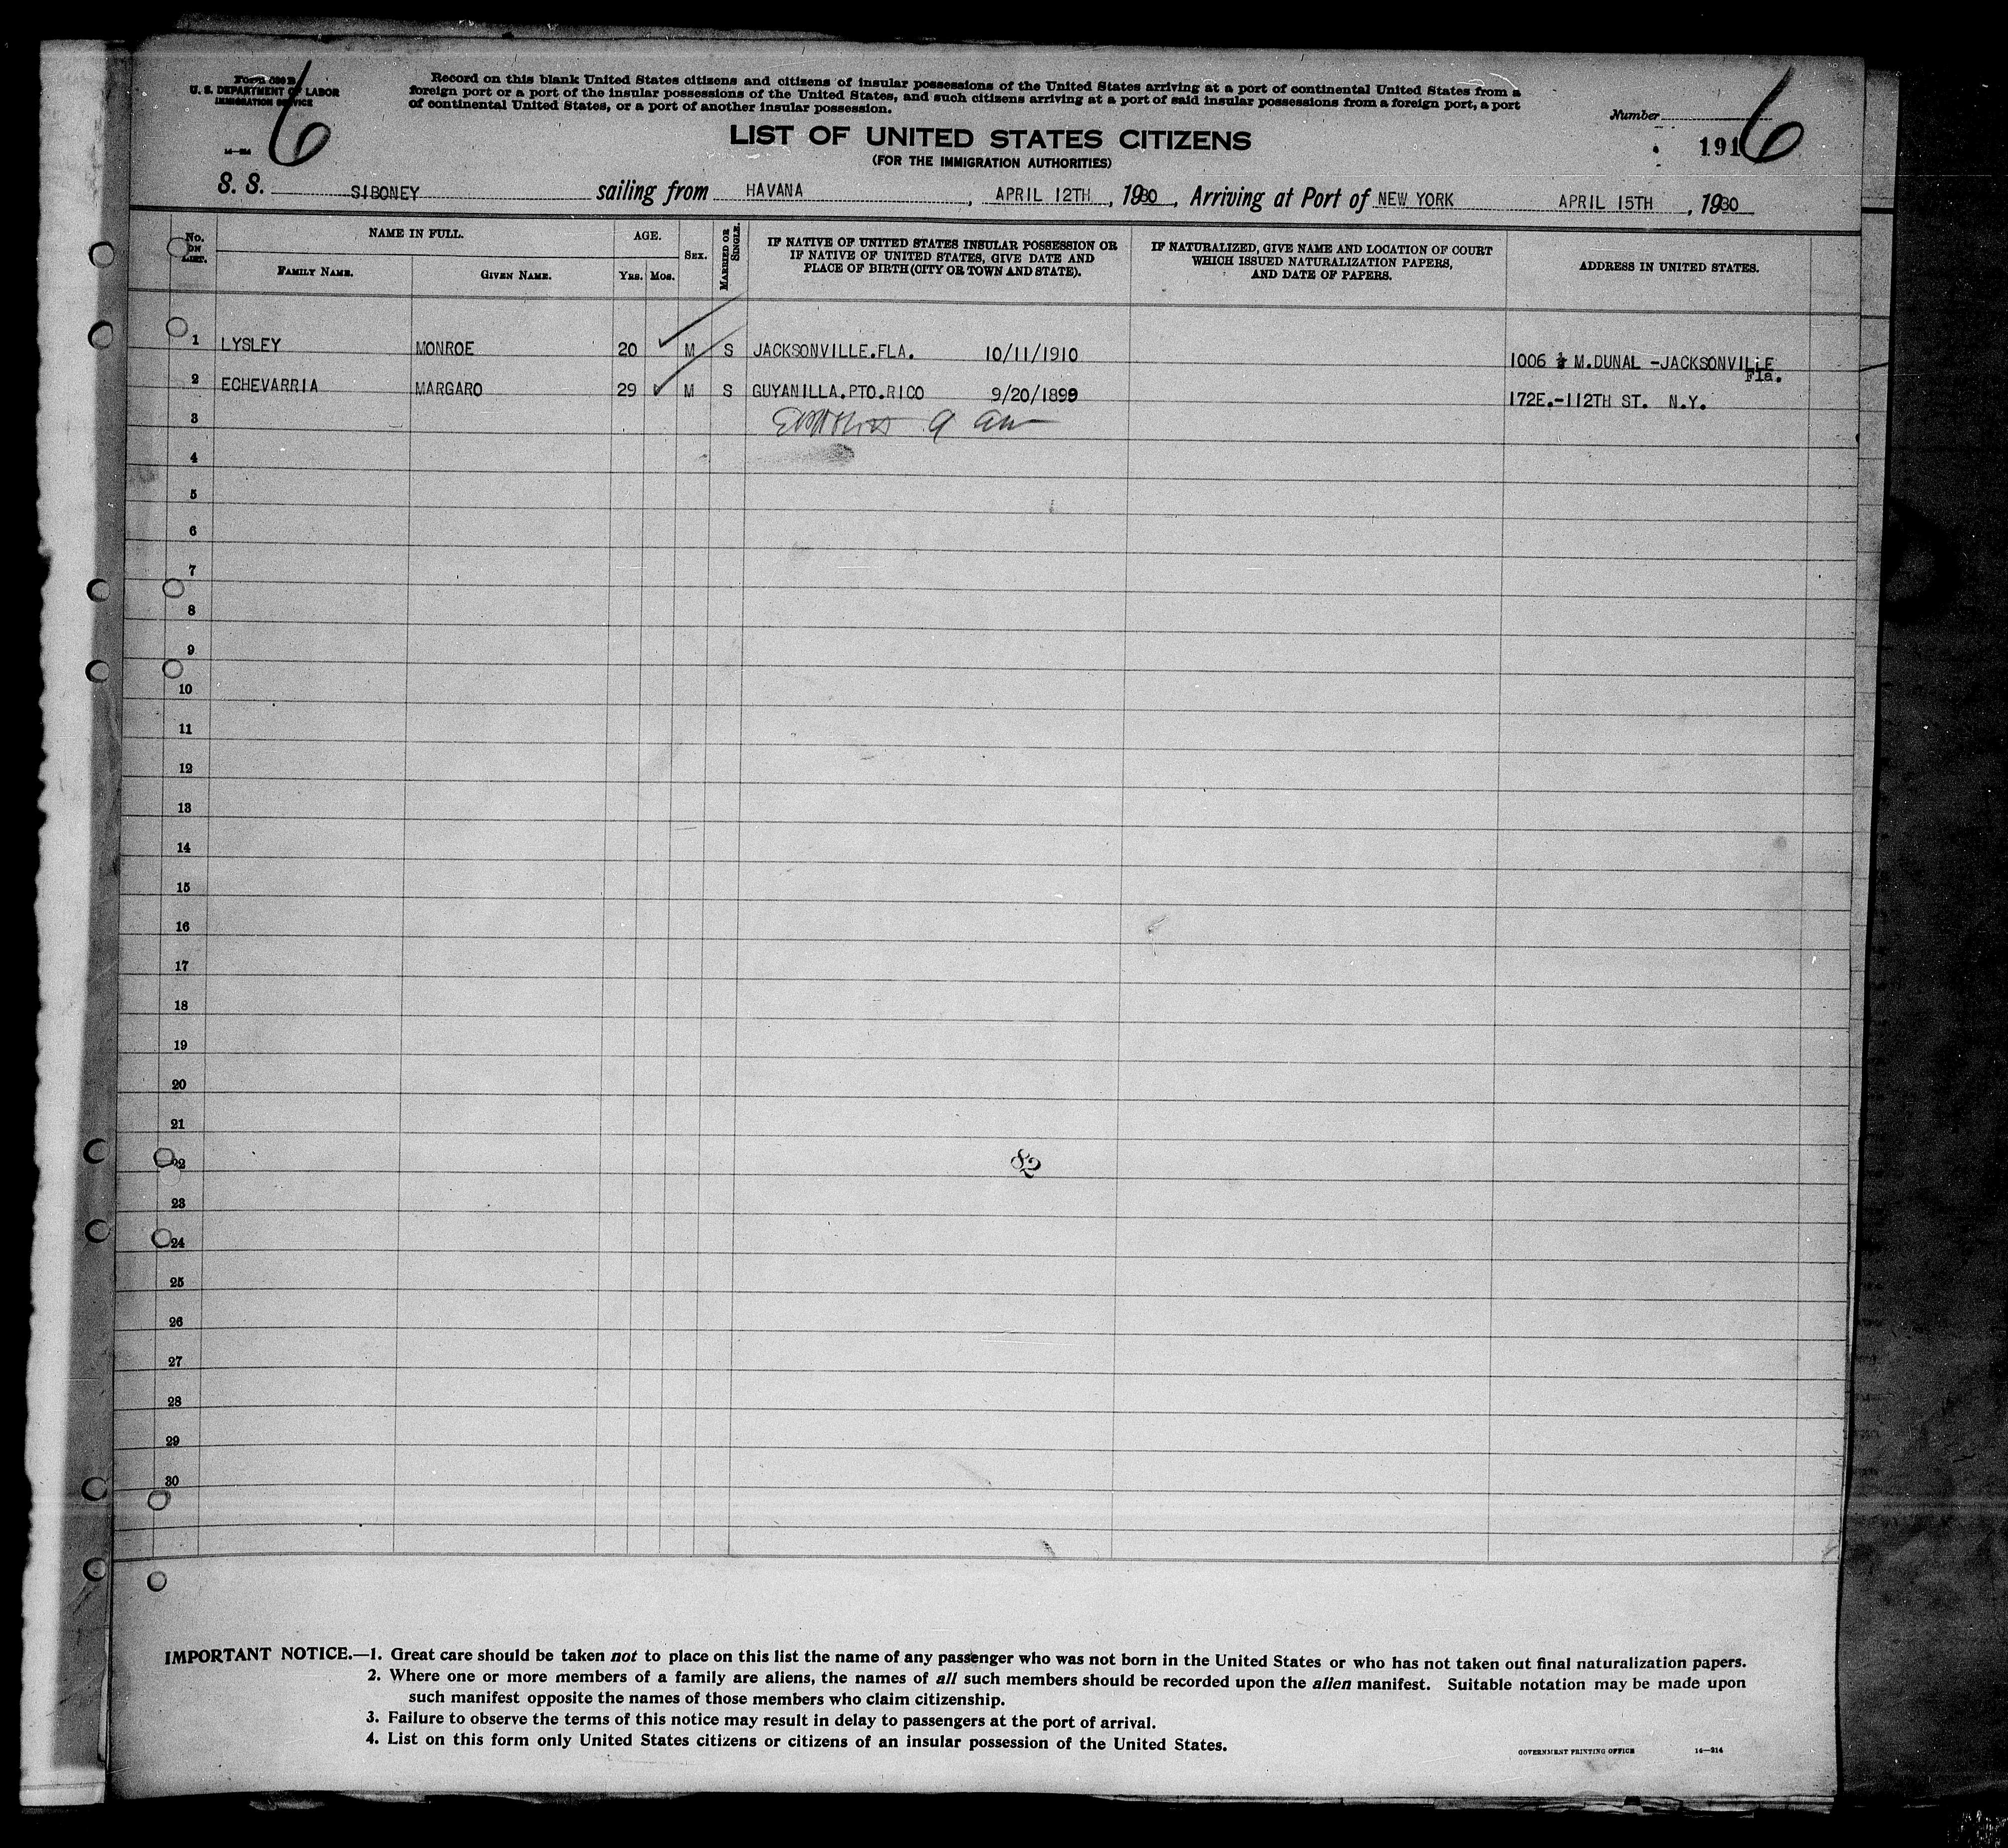 Form 630 B
U. S. DEPARTMENT OF LABOR
IMMIGRATION SERVICE
6
Record on this blank United States citizens and citizens of insular possessions of the United States arriving at a port of continental United States from a
foreign port or a port of the insular possessions of the United States, and such citizens arriving at a port of said insular possessions from a foreign port, a port
of continental United States, or a port of another insular possession.
Number
191
6
LIST OF UNITED STATES CITIZENS
(FOR THE IMMIGRATION AUTHORITIES)
S. S. SIBONEY sailing from HAVANA, APRIL 12TH, 1930, Arriving at Port of NEW YORK APRIL 15TH, 1930
No. ON LIST.
NAME IN FULL.
FAMILY NAME.
GIVEN NAME.
AGE.
YRS. MOS.
SEX.
MARRIED OR SINGLE.
IF NATIVE OF UNITED STATES INSULAR POSSESSION OR
IF NATIVE OF UNITED STATES, GIVE DATE AND
PLACE OF BIRTH (CITY OR TOWN AND STATE).
IF NATURALIZED, GIVE NAME AND LOCATION OF COURT
WHICH ISSUED NATURALIZATION PAPERS,
AND DATE OF PAPERS.
ADDRESS IN UNITED STATES.
1 LYSLEY MONROE 20 M S JACKSONVILLE.FLA. 10/11/1910 1006 ½ M.DUNAL -JACKSONVILLE
Fla.
2 ECHEVARRIA MARGARO 29 M S GUYANILLA.PTO.RICO 9/20/1899 172E.-112TH ST. N.Y.
3
4
5
6
7
8
9
10
11
12
13
14
15
16
17
18
19
20
21
22
82
23
24
25
26
27
28
29
30
IMPORTANT NOTICE.—1. Great care should be taken not to place on this list the name of any passenger who was not born in the United States or who has not taken out final naturalization papers.
2. Where one or more members of a family are aliens, the names of all such members should be recorded upon the alien manifest. Suitable notation may be made upon
such manifest opposite the names of those members who claim citizenship.
3. Failure to observe the terms of this notice may result in delay to passengers at the port of arrival.
4. List on this form only United States citizens or citizens of an insular possession of the United States.
GOVERNMENT PRINTING OFFICE 14—214